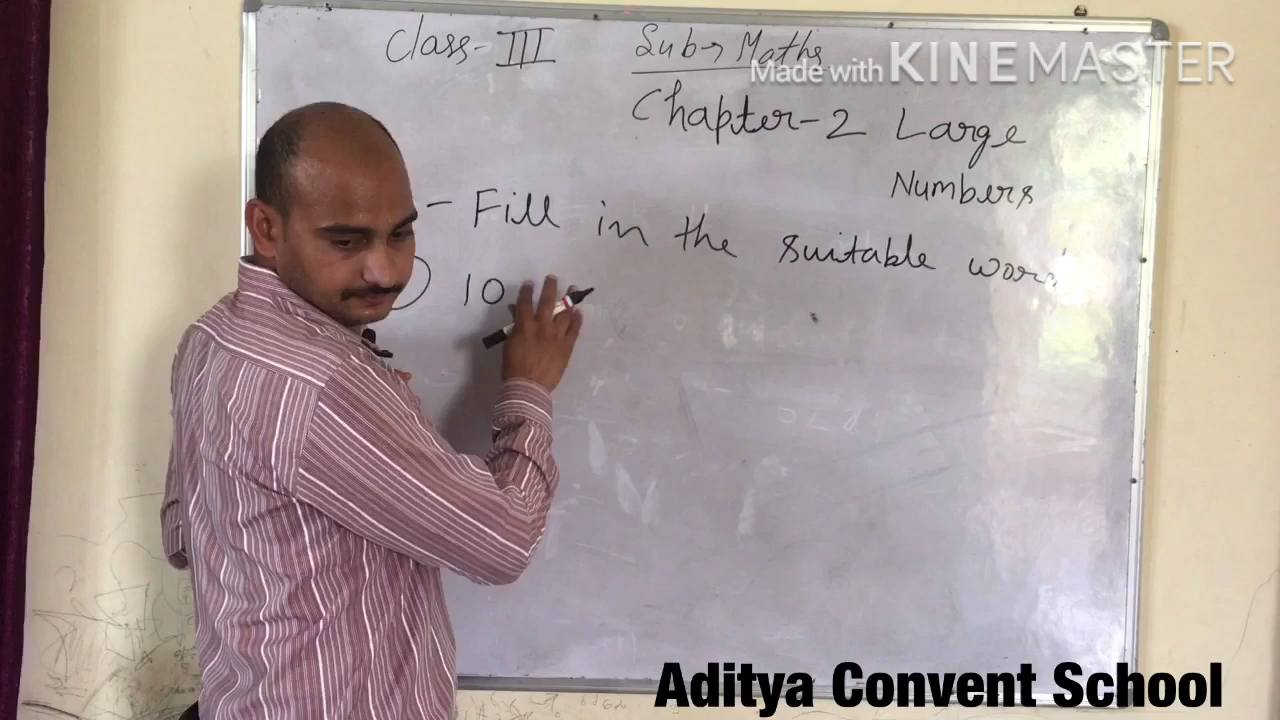 Class-III Sub→ Maths
Made with KINEMASTER
Chapter-2 Large
Numbers
- Fill in the suitable
10
Aditya Convent School